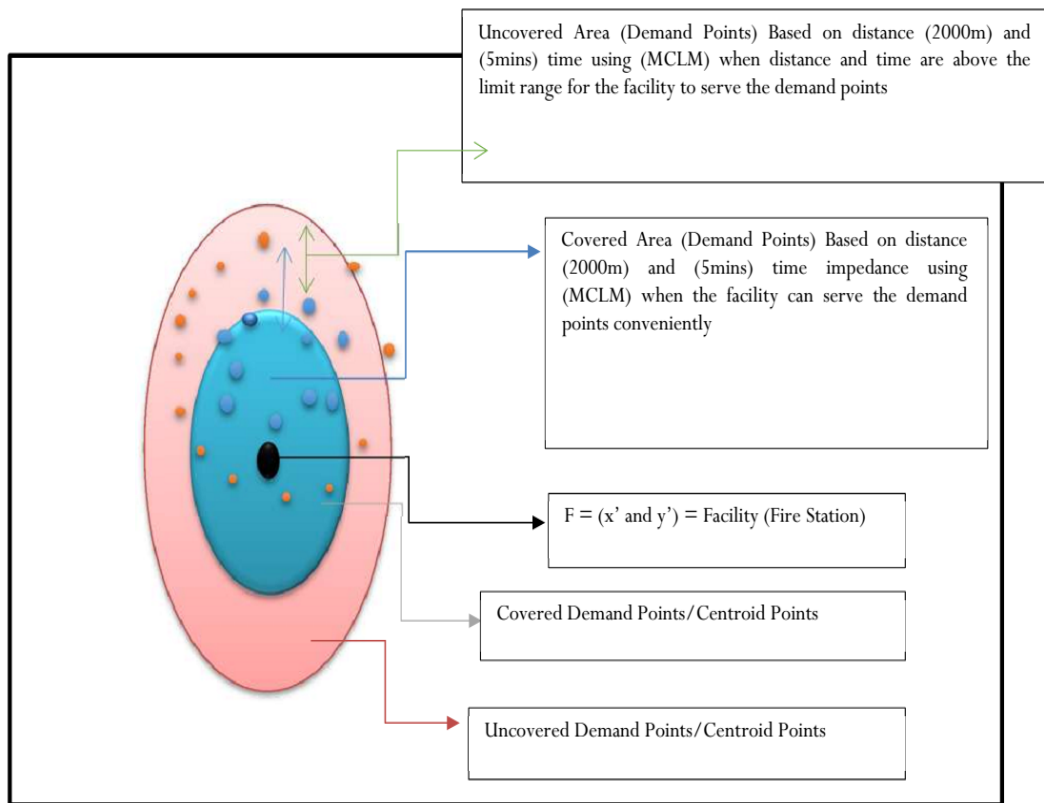 Uncovered Area (Demand Points) Based on distance (2000m) and
(5mins) time using (MCLM) when distance and time are above the
limit range for the facility to serve the demand points
Covered Area (Demand Points) Based on distance
(2000m) and (5mins) time impedance using
(MCLM) when the facility can serve the demand
points conveniently
F = (x’ and y’) = Facility (Fire Station)
Covered Demand Points/Centroid Points
Uncovered Demand Points/Centroid Points